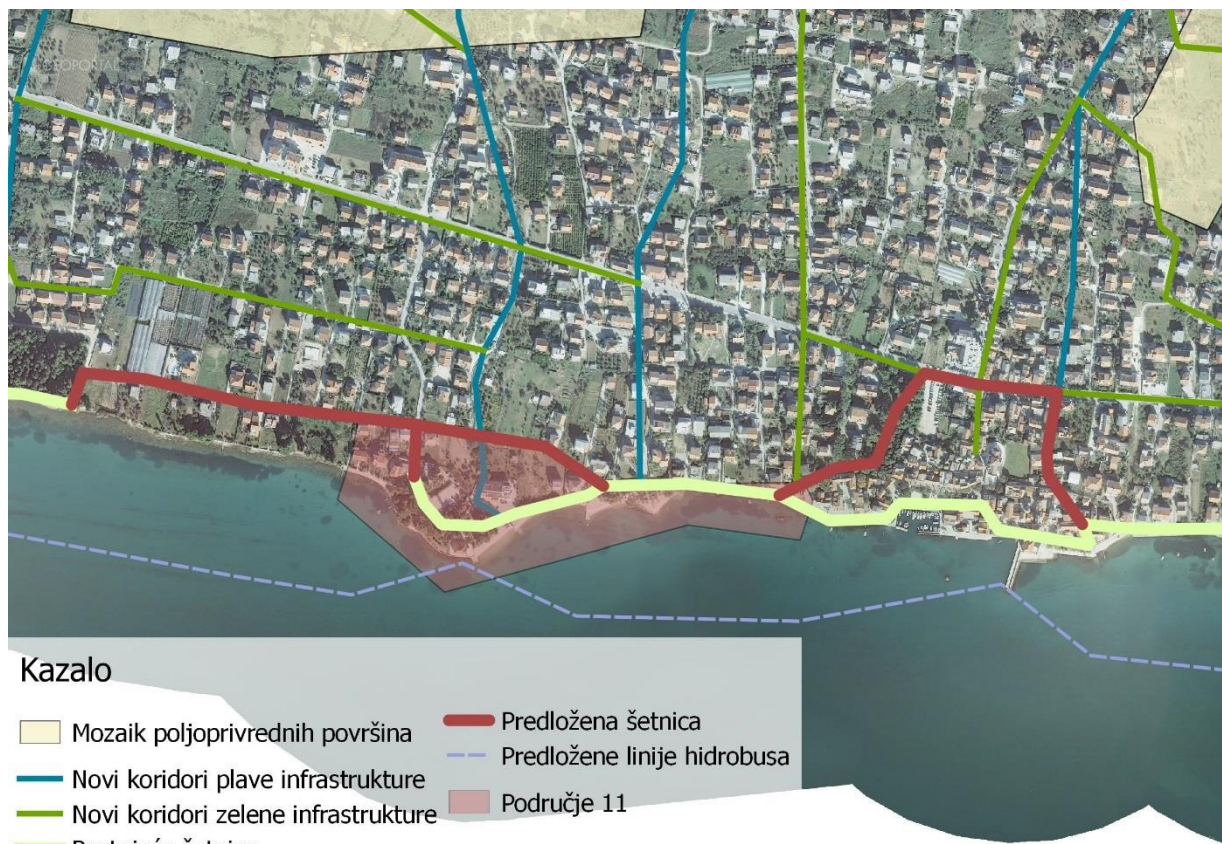 GEOPORTAL
Kazalo
Mozaik poljoprivrednih površina
Novi koridori plave infrastrukture
Novi koridori zelene infrastrukture
Predložena šetnica
Predložene linije hidrobusa
Područje 11